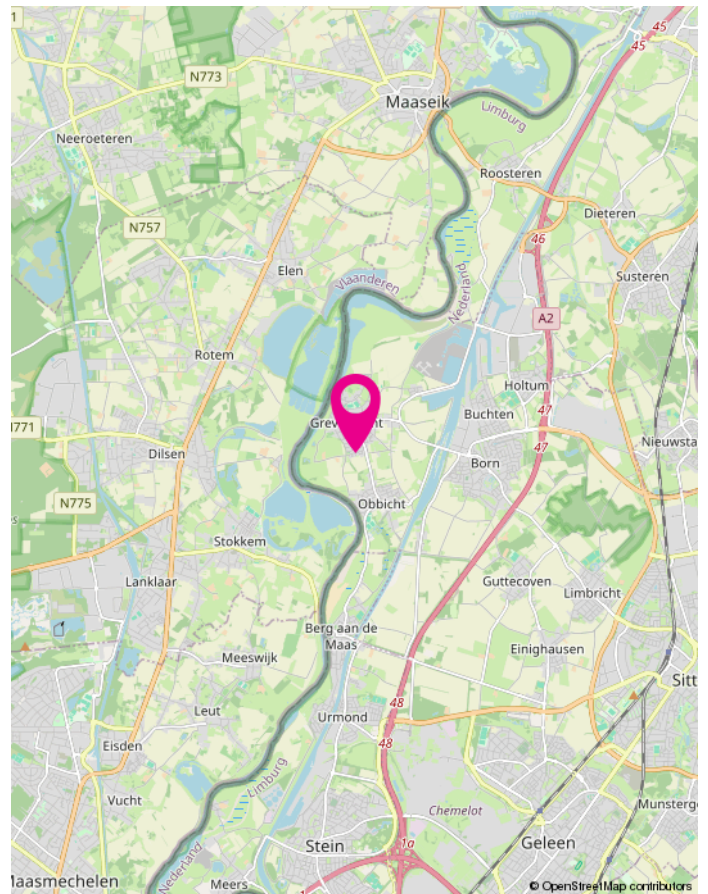 45
45
N773
Maaseik
Limburg
Neeroeteren
Roosteren
Dieteren
N757
46
Elen
Vlaanderen
Nederland
Susteren
A2
Rotem
Holtum
Buchten
47
N771
Dilsen
47
Born
N775
Obbicht
Stokkem
Lanklaar
Guttecoven
Limbricht
Berg aan de
Maas
Einighausen
Meeswijk
Sitt
48
Leut
Urmond
48
Eisden
Limburg
Vucht
Chemelot
Munsterge
Stein
1a
Geleen
Nederland
Meers
1
Maasmechelen
© OpenStreetMap contributors